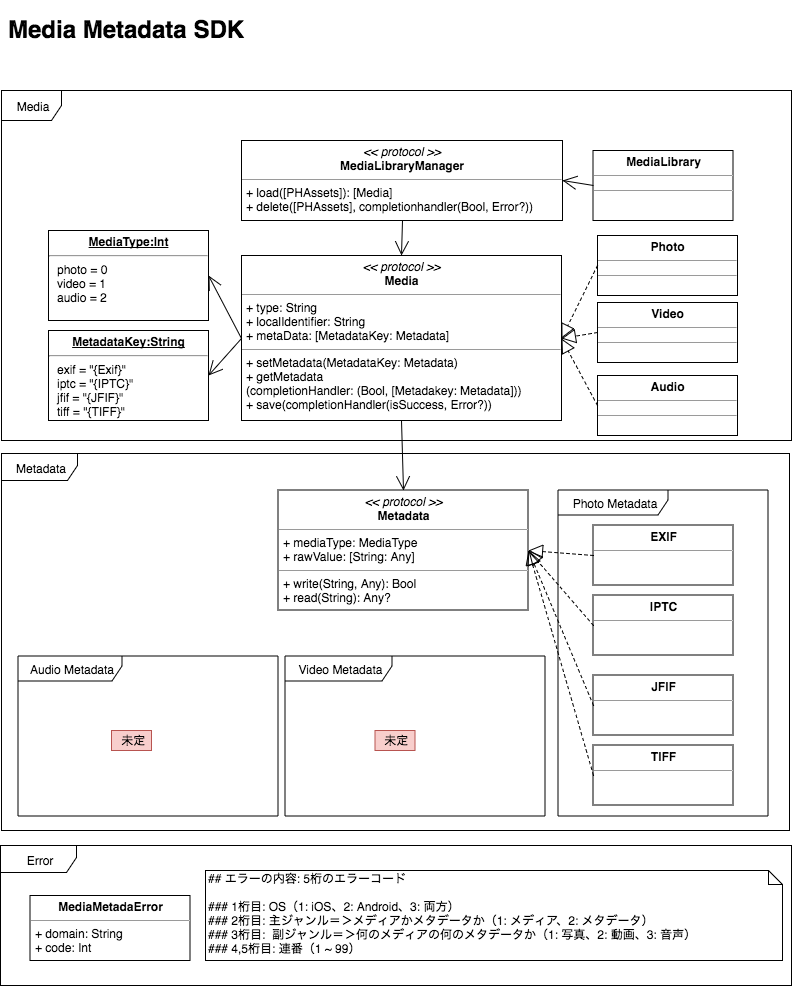 Media Metadata SDK
Media
<< protocol >>
MediaLibraryManager
+ load([PHAssets]): [Media]
+ delete([PHAssets], completionhandler(Bool, Error?))
MediaLibrary
MediaType:Int
photo = 0
video = 1
audio = 2
MetadataKey:String
exif = "{Exif}"
iptc = "{IPTC}"
jfif = "{JFIF}"
tiff = "{TIFF}"
<< protocol >>
Media
+ type: String
+ localIdentifier: String
+ metaData: [MetadataKey: Metadata]
+ setMetadata(MetadataKey: Metadata)
+ getMetadata
(completionHandler: (Bool, [Metadakey: Metadata]))
+ save(completionHandler(isSuccess, Error?))
Photo
Video
Audio
Metadata
<< protocol >>
Metadata
+ mediaType: MediaType
+ rawValue: [String: Any]
+ write(String, Any): Bool
+ read(String): Any?
Photo Metadata
EXIF
IPTC
JFIF
TIFF
Audio Metadata
未定
Video Metadata
未定
Error
MediaMetadaError
+ domain: String
+ code: Int
## エラーの内容: 5桁のエラーコード
### 1桁目: OS（1: iOS、2: Android、3: 両方）
### 2桁目: 主ジャンル＝＞メディアかメタデータか（1: メディア、2: メタデータ）
### 3桁目: 副ジャンル＝＞何のメディアの何のメタデータか（1: 写真、2: 動画、3: 音声）
### 4,5桁目: 連番（1～99）